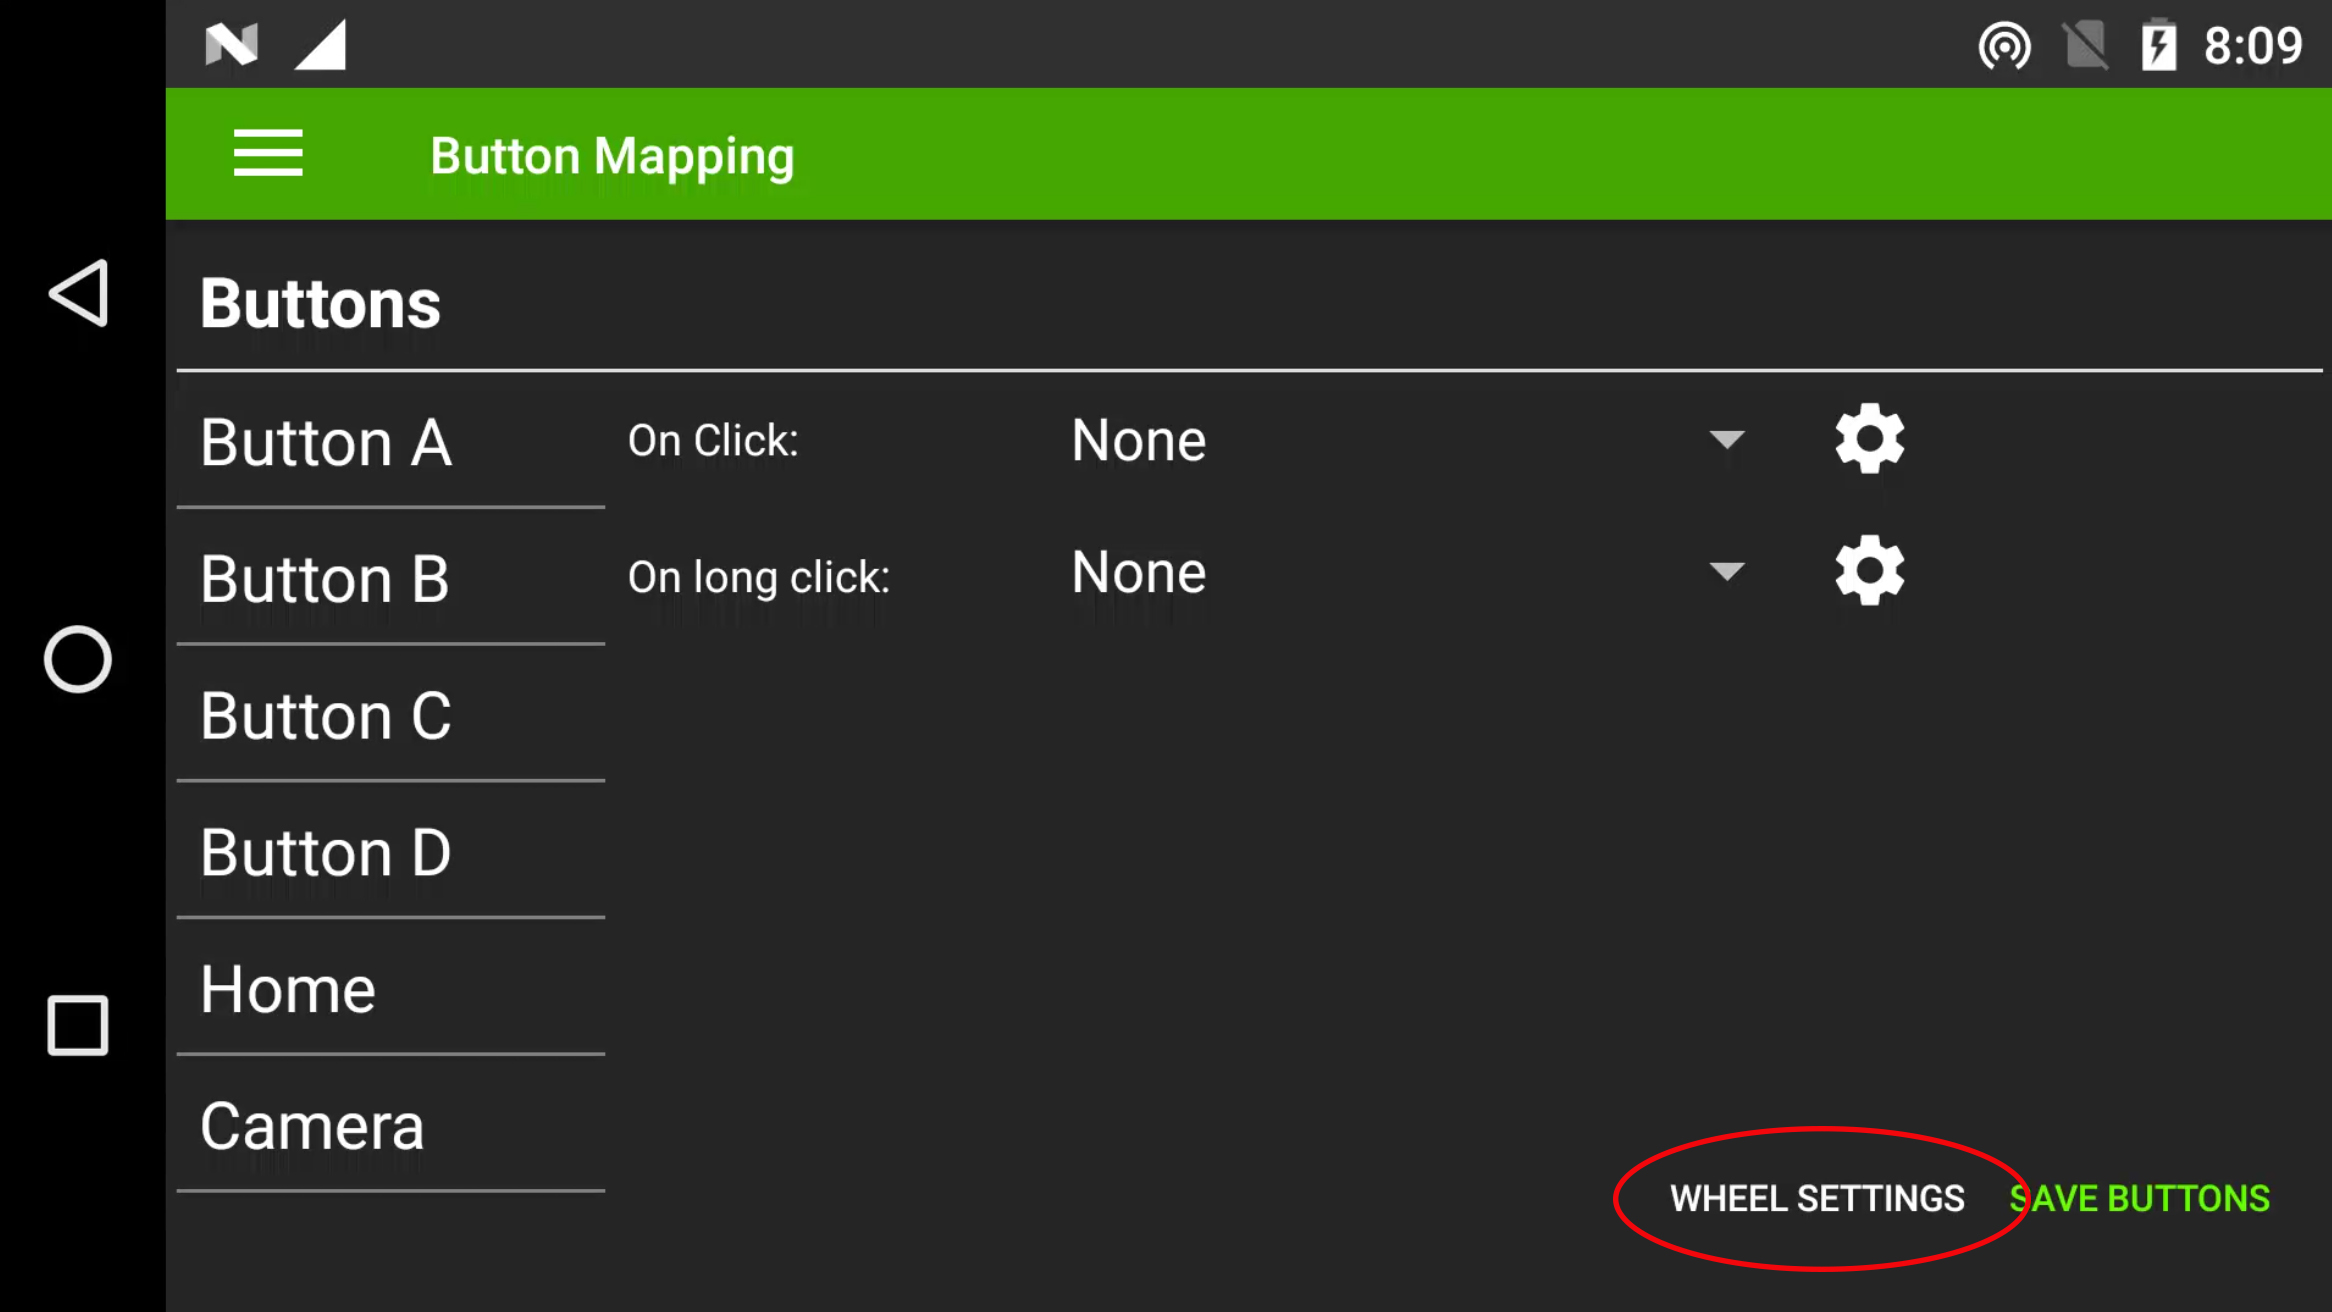 8:09
Button Mapping
Buttons
Button A On Click: None
Button B On long click: None
Button C
Button D
Home
Camera
WHEEL SETTINGS SAVE BUTTONS